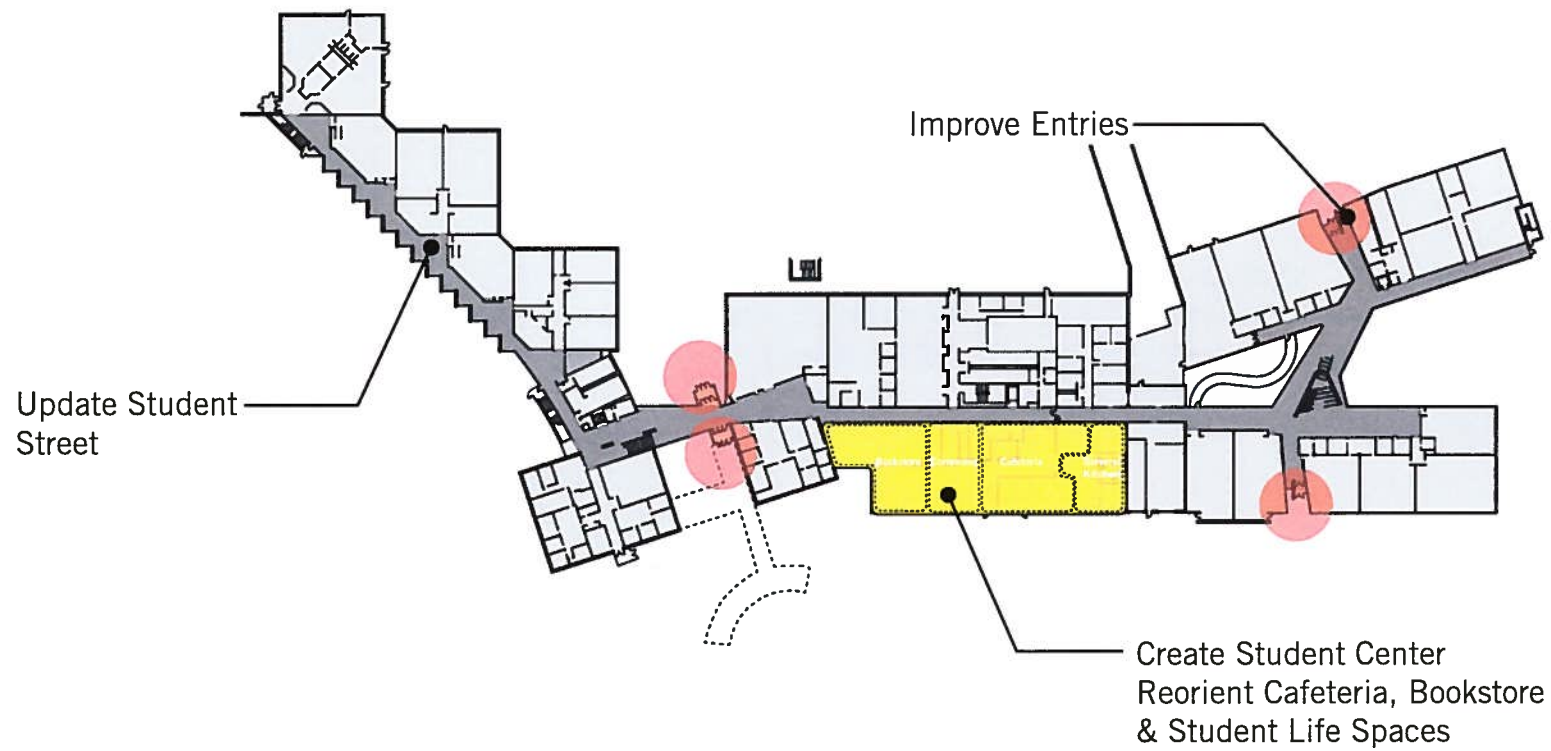 Improve Entries
Update Student
Street
Bookstore
Cafeteria
Create Student Center
Reorient Cafeteria, Bookstore
& Student Life Spaces